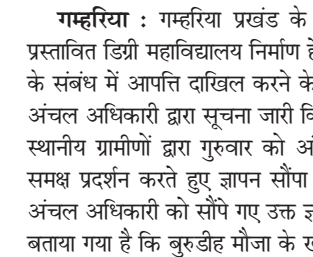 गम्हरिया : गम्हरिया प्रखंड के
प्रस्तावित डिग्री महाविद्यालय निर्माण
के संबंध में आपत्ति दाखिल करने के
अंचल अधिकारी द्वारा सूचना जारी
स्थानीय ग्रामीणों द्वारा गुरुवार को
समक्ष प्रदर्शन करते हुए ज्ञापन सौंपा
अंचल अधिकारी को सौंपे गए उक्त
बताया गया है कि बुरुडीह मौजा के